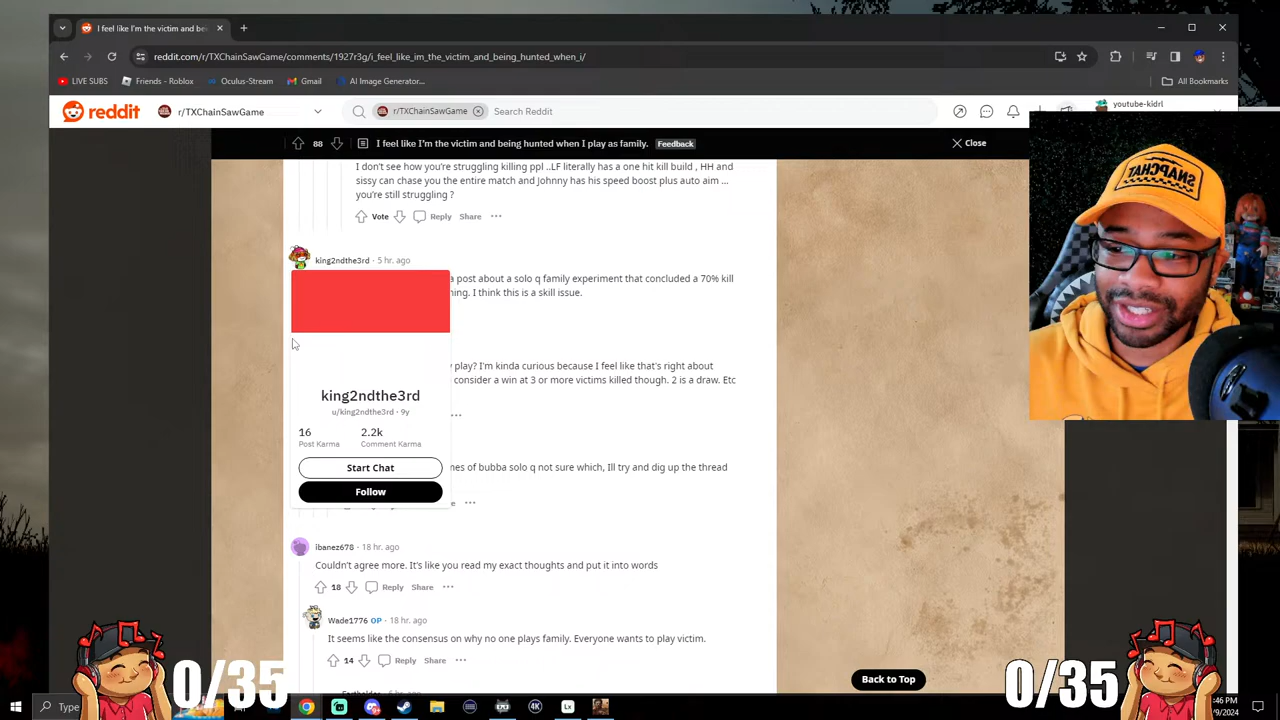 I feel like I'm the victim and be
reddit.com/r/TXChainSawGame/comments/1927r3g/i_feel_like_im_the_victim_and_being_hunted_when_i/
LIVE SUBS
Friends - Roblox
Oculus-Stream
Gmail
AI Image Generator...
All Bookmarks
reddit
r/TXChainSawGame
r/TXChainSawGame
Search Reddit
youtube-kidrl
88
I feel like I'm the victim and being hunted when I play as family.
Feedback
Close
I don't see how you're struggling killing ppl ..LF literally has a one hit kill build , HH and
sissy can chase you the entire match and Johnny has his speed boost plus auto aim ...
you're still struggling ?
Vote
Reply
Share
king2ndthe3rd · 5 hr. ago
a post about a solo q family experiment that concluded a 70% kill
ning. I think this is a skill issue.
SNAPCHAT
play? I'm kinda curious because I feel like that's right about
consider a win at 3 or more victims killed though. 2 is a draw. Etc
king2ndthe3rd
u/king2ndthe3rd · 9y
16
2.2k
Post Karma
Comment Karma
Start Chat
nes of bubba solo q not sure which, Ill try and dig up the thread
Follow
ibanez678 · 18 hr. ago
Couldn't agree more. It's like you read my exact thoughts and put it into words
18
Reply
Share
Wade1776 OP · 18 hr. ago
It seems like the consensus on why no one plays family. Everyone wants to play victim.
14
Reply
Share
Back to Top
0/35
0/35
Type
:46 PM
/9/2024